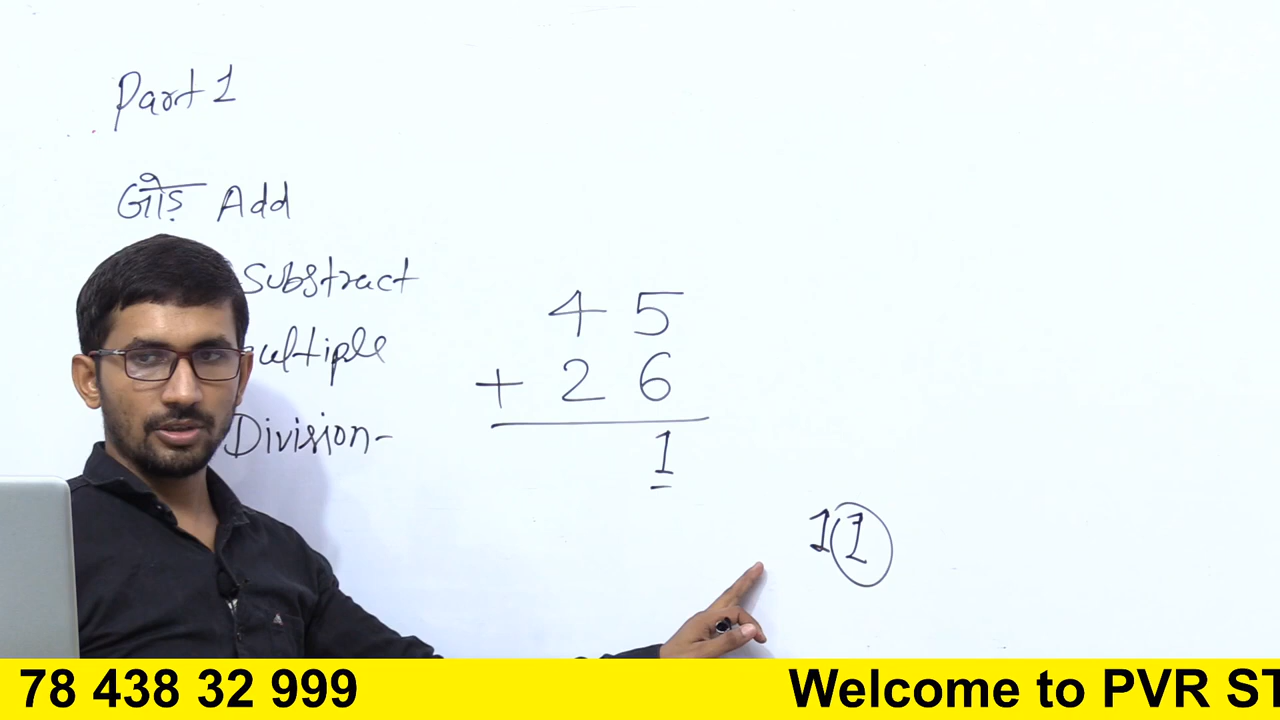 Part 1
जोड़ Add
Substract
ultiple
Division-
4 5
+ 2 6
1
11
78 438 32 999
Welcome to PVR ST